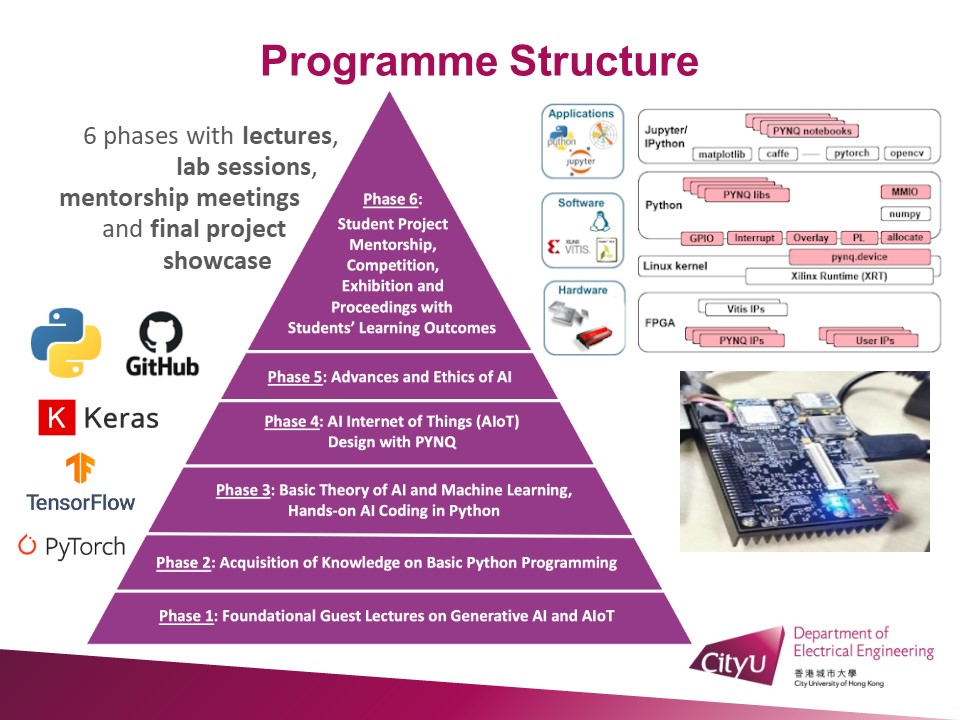 Programme Structure
6 phases with lectures,
lab sessions,
mentorship meetings
and final project
showcase
Phase 6:
Student Project
Mentorship,
Competition,
Exhibition and
Proceedings with
Students' Learning Outcomes
Phase 5: Advances and Ethics of AI
Phase 4: AI Internet of Things (AIoT)
Design with PYNQ
Phase 3: Basic Theory of AI and Machine Learning,
Hands-on AI Coding in Python
Phase 2: Acquisition of Knowledge on Basic Python Programming
Phase 1: Foundational Guest Lectures on Generative AI and AIoT
GitHub
K Keras
TensorFlow
PyTorch
Applications
python
jupyter
Software
XILINX
VITIS
Hardware
Jupyter/
IPython
PYNQ notebooks
matplotlib caffe pytorch opencv
Python
PYNQ libs
MMIO
numpy
GPIO Interrupt Overlay PL allocate
Linux kernel
pynq.device
Xilinx Runtime (XRT)
FPGA
Vitis IPs
PYNQ IPs User IPs
CityU
Department of
Electrical Engineering
香港城市大學
City University of Hong Kong